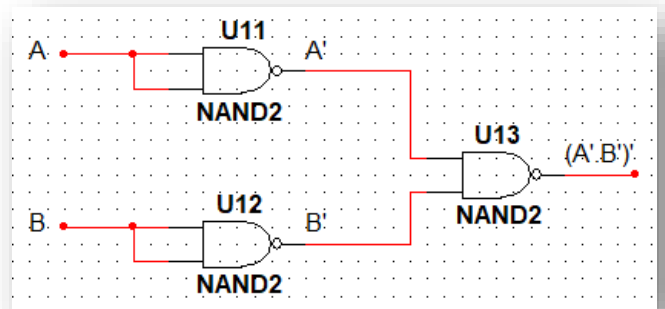 U11
A A'
NAND2
U13
(A'.B')'
NAND2
U12
B B'
NAND2